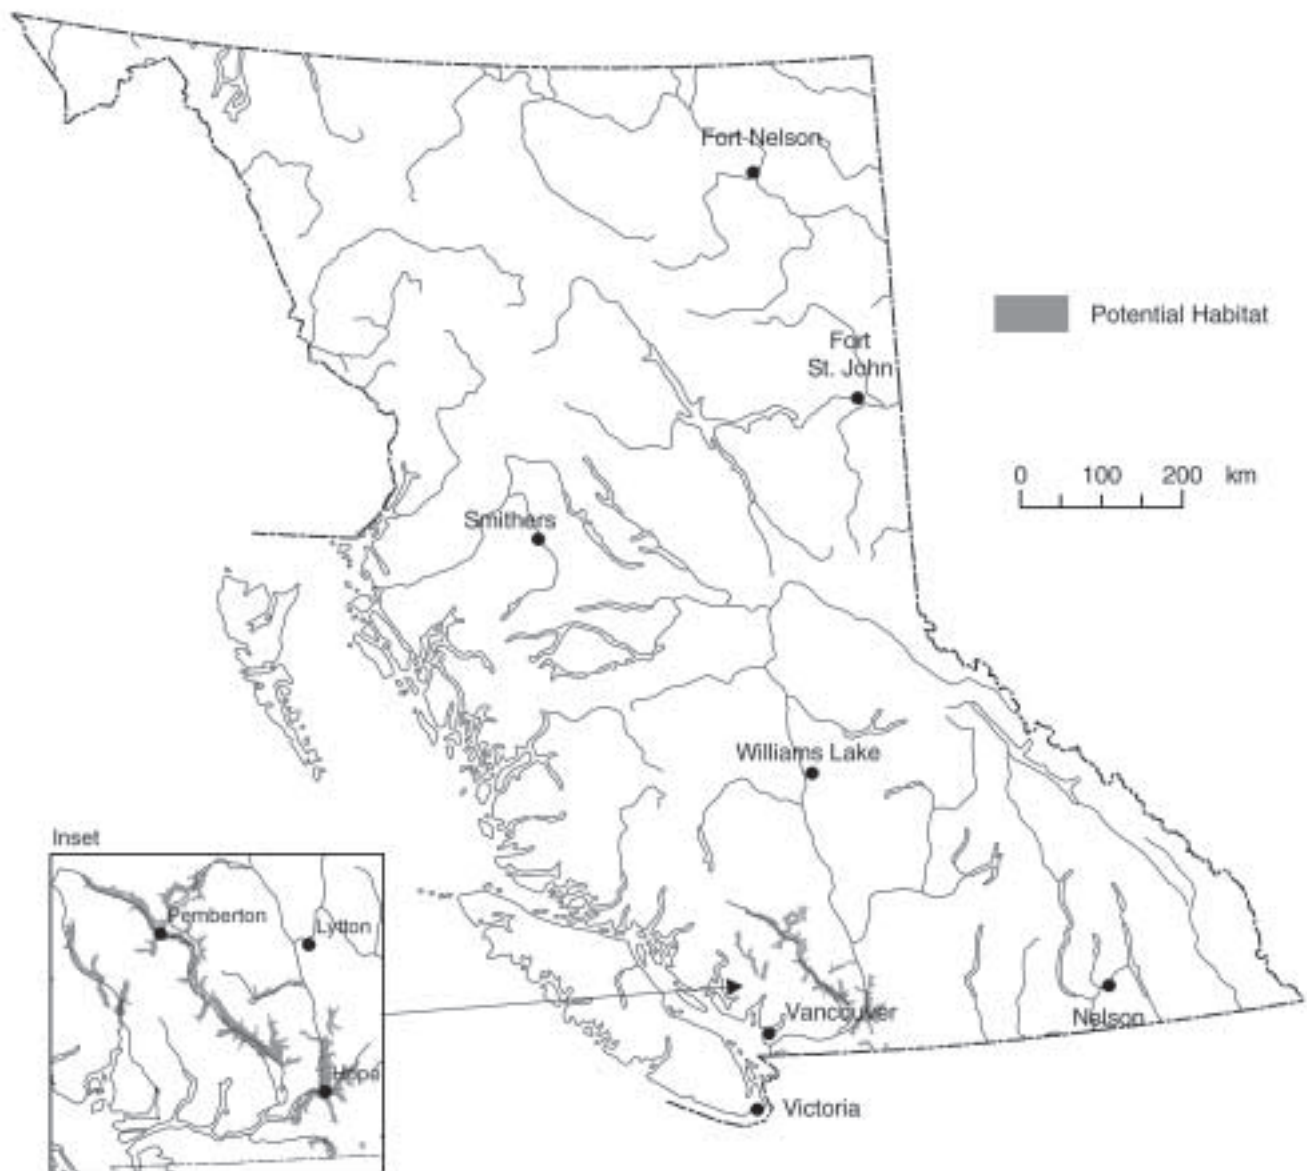 Fort Nelson
Potential Habitat
Fort
St. John
0 100 200 km
Smithers
Williams Lake
Inset
Pemberton
Lytton
Hope
Vancouver
Nelson
Victoria